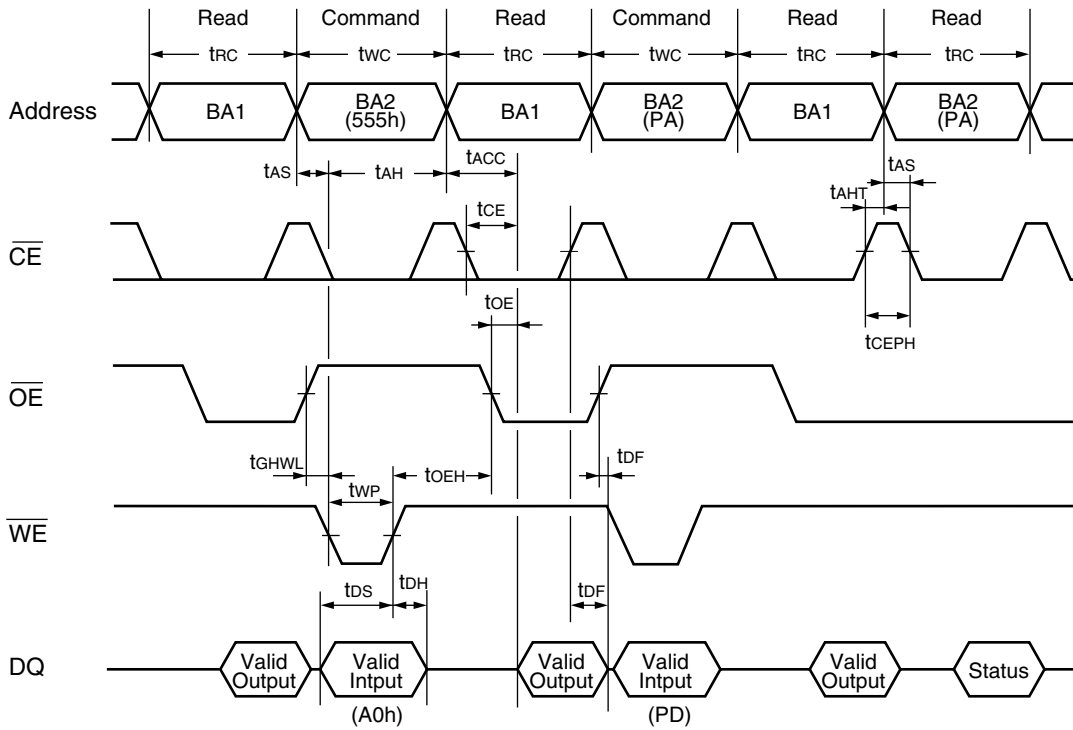 Read Command Read Command Read Read
tRC tWC tRC tWC tRC tRC
Address BA1 BA2 (555h) BA1 BA2 (PA) BA1 BA2 (PA)
tAS tAH tACC tAS
tAHT
tCE
CE
tOE
tCEPH
OE
tGHWL tOEH tDF
tWP
WE
tDS tDH tDF
DQ Valid Output Valid Intput Valid Output Valid Intput Valid Output Status
(A0h) (PD)